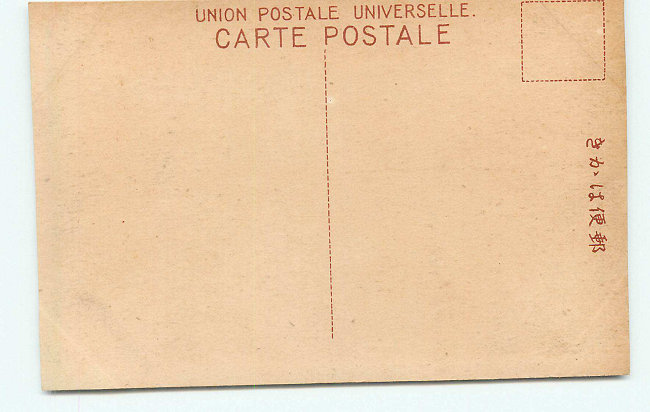 UNION POSTALE UNIVERSELLE.
CARTE POSTALE
郵便はかき